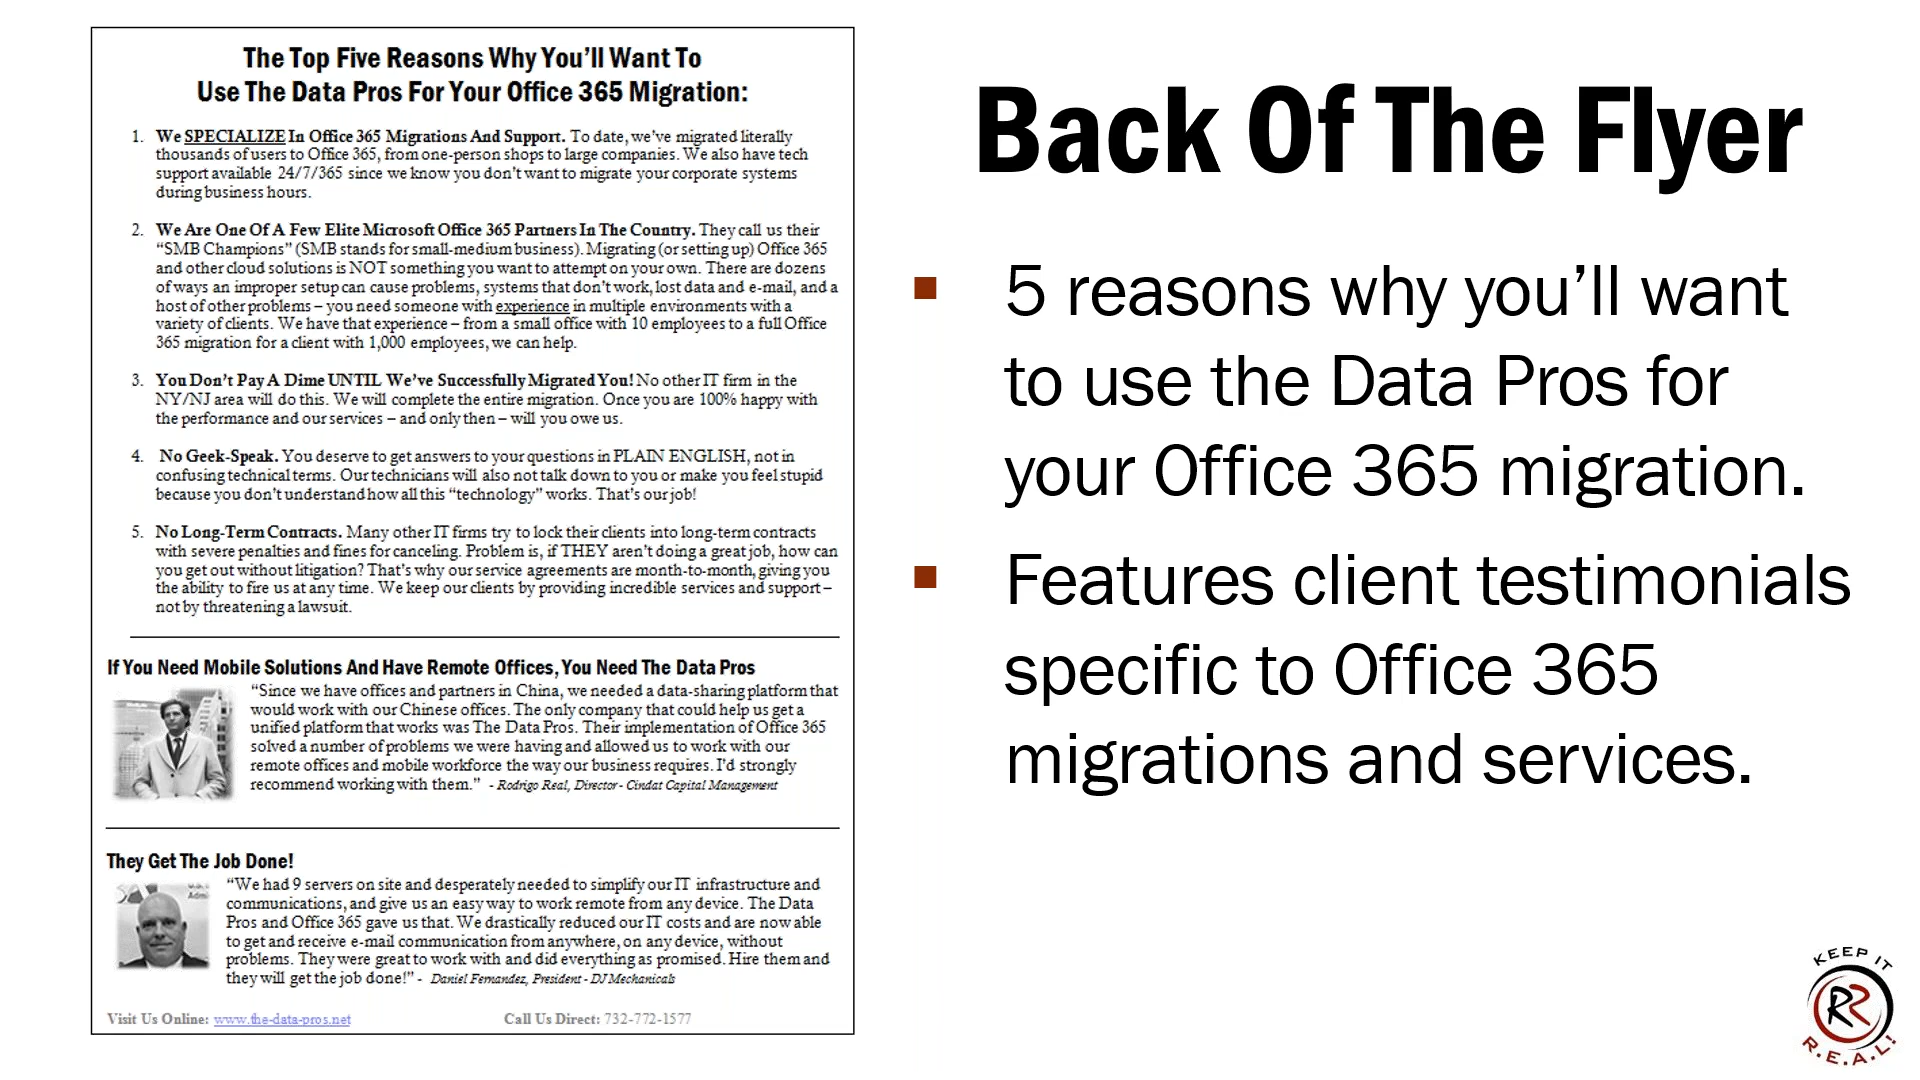 The Top Five Reasons Why You'll Want To
Use The Data Pros For Your Office 365 Migration:
1. We SPECIALIZE In Office 365 Migrations And Support. To date, we've migrated literally
thousands of users to Office 365, from one-person shops to large companies. We also have tech
support available 24/7/365 since we know you don't want to migrate your corporate systems
during business hours.
2. We Are One Of A Few Elite Microsoft Office 365 Partners In The Country. They call us their
“SMB Champions” (SMB stands for small-medium business). Migrating (or setting up) Office 365
and other cloud solutions is NOT something you want to attempt on your own. There are dozens
of ways an improper setup can cause problems, systems that don't work, lost data and e-mail, and a
host of other problems – you need someone with experience in multiple environments with a
variety of clients. We have that experience – from a small office with 10 employees to a full Office
365 migration for a client with 1,000 employees, we can help.
3. You Don't Pay A Dime UNTIL We've Successfully Migrated You! No other IT firm in the
NY/NJ area will do this. We will complete the entire migration. Once you are 100% happy with
the performance and our services – and only then – will you owe us.
4. No Geek-Speak. You deserve to get answers to your questions in PLAIN ENGLISH, not in
confusing technical terms. Our technicians will also not talk down to you or make you feel stupid
because you don't understand how all this “technology” works. That's our job!
5. No Long-Term Contracts. Many other IT firms try to lock their clients into long-term contracts
with severe penalties and fines for canceling. Problem is, if THEY aren't doing a great job, how can
you get out without litigation? That's why our service agreements are month-to-month, giving you
the ability to fire us at any time. We keep our clients by providing incredible services and support –
not by threatening a lawsuit.
If You Need Mobile Solutions And Have Remote Offices, You Need The Data Pros
“Since we have offices and partners in China, we needed a data-sharing platform that
would work with our Chinese offices. The only company that could help us get a
unified platform that works was The Data Pros. Their implementation of Office 365
solved a number of problems we were having and allowed us to work with our
remote offices and mobile workforce the way our business requires. I'd strongly
recommend working with them.” - Rodrigo Real, Director - Cindat Capital Management
They Get The Job Done!
“We had 9 servers on site and desperately needed to simplify our IT infrastructure and
communications, and give us an easy way to work remote from any device. The Data
Pros and Office 365 gave us that. We drastically reduced our IT costs and are now able
to get and receive e-mail communication from anywhere, on any device, without
problems. They were great to work with and did everything as promised. Hire them and
they will get the job done!” - Daniel Fernandez, President - DJ Mechanicals
Visit Us Online: www.the-data-pros.net Call Us Direct: 732-772-1577
Back Of The Flyer
5 reasons why you'll want
to use the Data Pros for
your Office 365 migration.
Features client testimonials
specific to Office 365
migrations and services.
KEEP IT
RR
R.E.A.L!